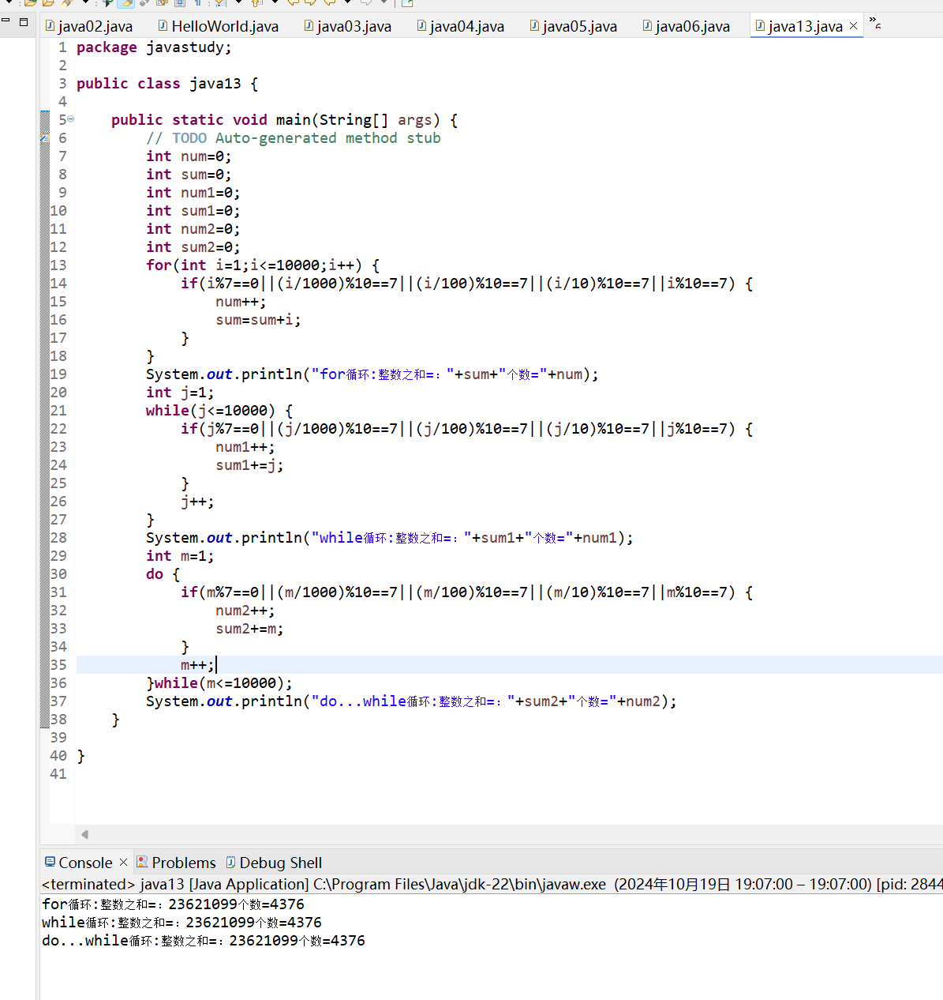 java02.java HelloWorld.java java03.java java04.java java05.java java06.java java13.java
1 package javastudy;
2
3 public class java13 {
4
5 public static void main(String[] args) {
6 // TODO Auto-generated method stub
7 int num=0;
8 int sum=0;
9 int num1=0;
10 int sum1=0;
11 int num2=0;
12 int sum2=0;
13 for(int i=1;i<=10000;i++) {
14 if(i%7==0||(i/1000)%10==7||(i/100)%10==7||(i/10)%10==7||i%10==7) {
15 num++;
16 sum=sum+i;
17 }
18 }
19 System.out.println("for循环:整数之和=："+sum+"个数="+num);
20 int j=1;
21 while(j<=10000) {
22 if(j%7==0||(j/1000)%10==7||(j/100)%10==7||(j/10)%10==7||j%10==7) {
23 num1++;
24 sum1+=j;
25 }
26 j++;
27 }
28 System.out.println("while循环:整数之和=："+sum1+"个数="+num1);
29 int m=1;
30 do {
31 if(m%7==0||(m/1000)%10==7||(m/100)%10==7||(m/10)%10==7||m%10==7) {
32 num2++;
33 sum2+=m;
34 }
35 m++;
36 }while(m<=10000);
37 System.out.println("do...while循环:整数之和=："+sum2+"个数="+num2);
38 }
39
40 }
41
Console Problems Debug Shell
<terminated> java13 [Java Application] C:\Program Files\Java\jdk-22\bin\javaw.exe (2024年10月19日 19:07:00 – 19:07:00) [pid: 2844
for循环:整数之和=：23621099个数=4376
while循环:整数之和=：23621099个数=4376
do...while循环:整数之和=：23621099个数=4376